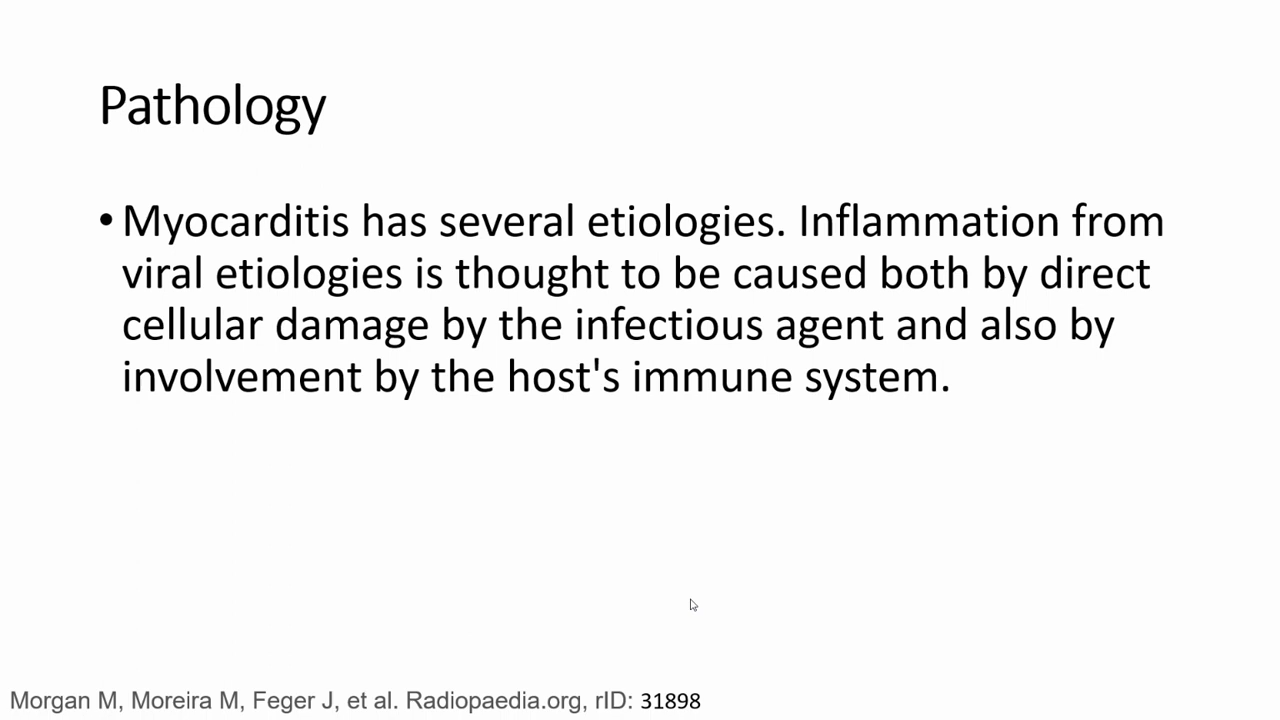 Pathology
• Myocarditis has several etiologies. Inflammation from
viral etiologies is thought to be caused both by direct
cellular damage by the infectious agent and also by
involvement by the host's immune system.
Morgan M, Moreira M, Feger J, et al. Radiopaedia.org, rID: 31898